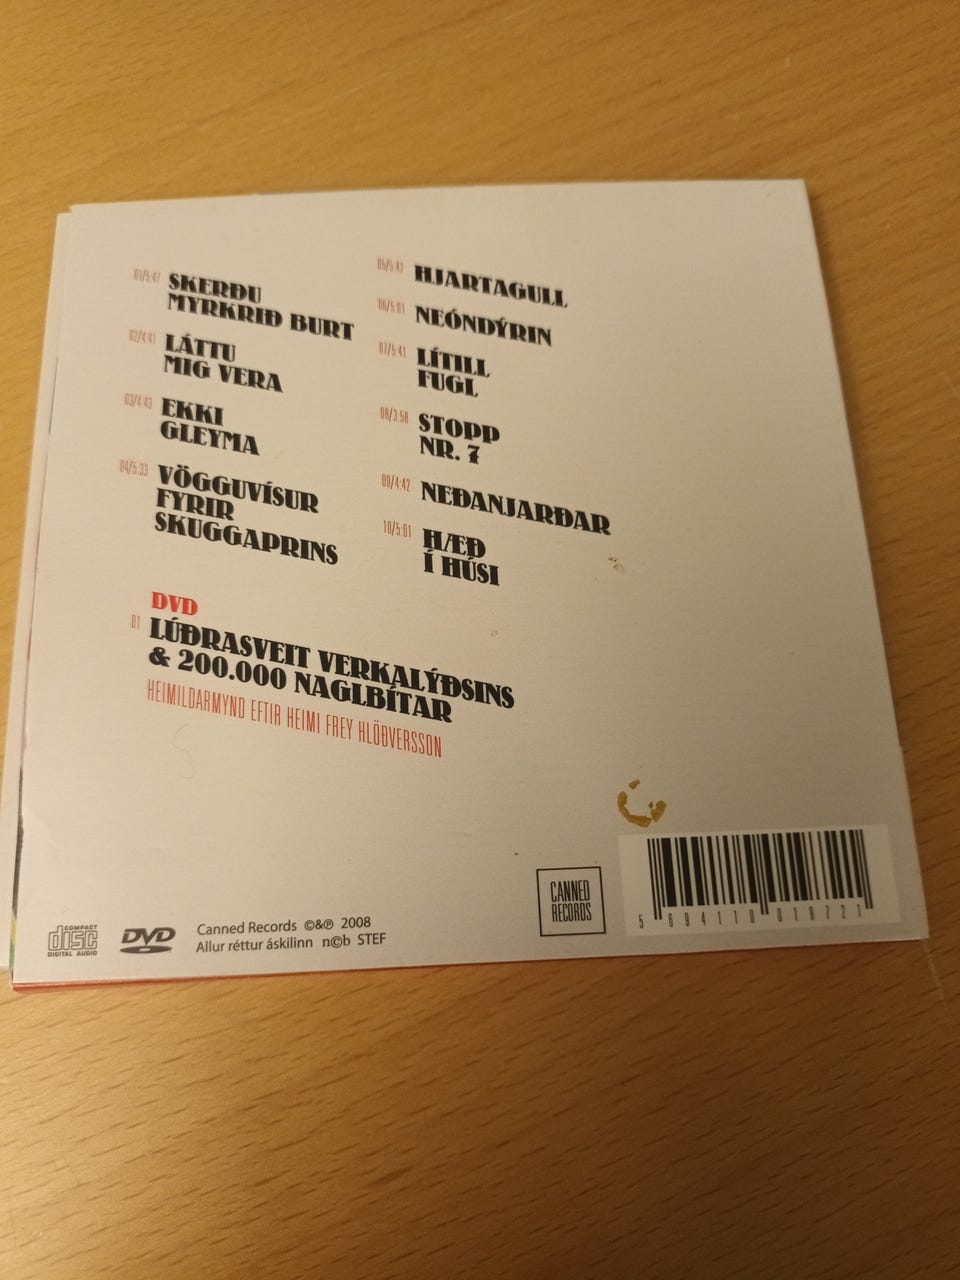 01/5:47
SKERÐU
MYRKRIÐ BURT
02/4:41
LÁTTU
MIG VERA
03/4:43
EKKI
GLEYMA
04/5.33
VÖGGUVÍSUR
FYRIR
SKUGGAPRINS
05/5:42
HJARTAGULL
06/5:01
NEÓNDÝRIN
07/5:41
LÍTILL
FUGL
08/3.58
STOPP
NR. 7
09/4:42
NEÐANJARÐAR
10/5:01
HÆÐ
Í HÚSI
DVD
01
LÚÐRASVEIT VERKALÝÐSINS
& 200.000 NAGLBÍTAR
HEIMILDARMYND EFTIR HEIMI FREY HLÖÐVERSSON
COMPACT
disc
DIGITAL AUDIO
DVD
Canned Records ©&℗ 2008
Allur réttur áskilinn n©b STEF
CANNED
RECORDS
5 694110 019721